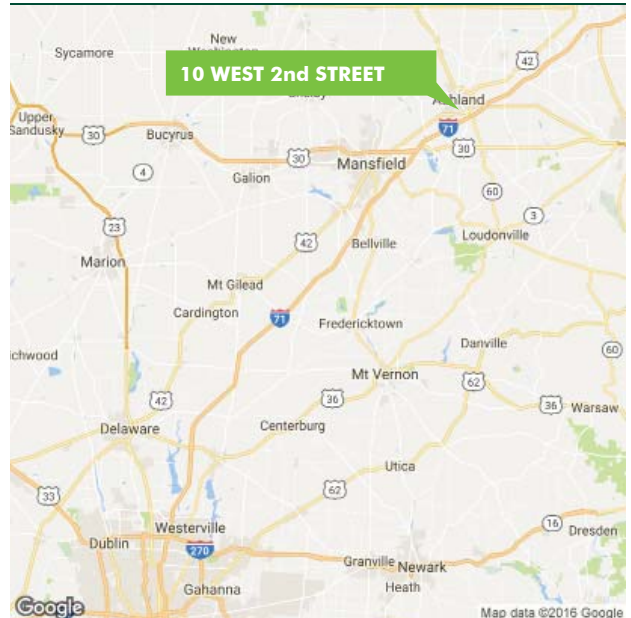 New
Sycamore
42
10 WEST 2nd STREET
Ashland
Upper
Sandusky
30
Bucyrus
71
30
30
Mansfield
4
Galion
60
3
23
42
Bellville
Loudonville
Marion
Mt Gilead
Cardington
71
Fredericktown
Danville
60
Mt Vernon
62
42
36
36
Warsaw
Delaware
Centerburg
Utica
33
62
Westerville
16
Dresden
Dublin
270
Granville
Newark
Gahanna
Heath
Google
Map data ©2016 Google